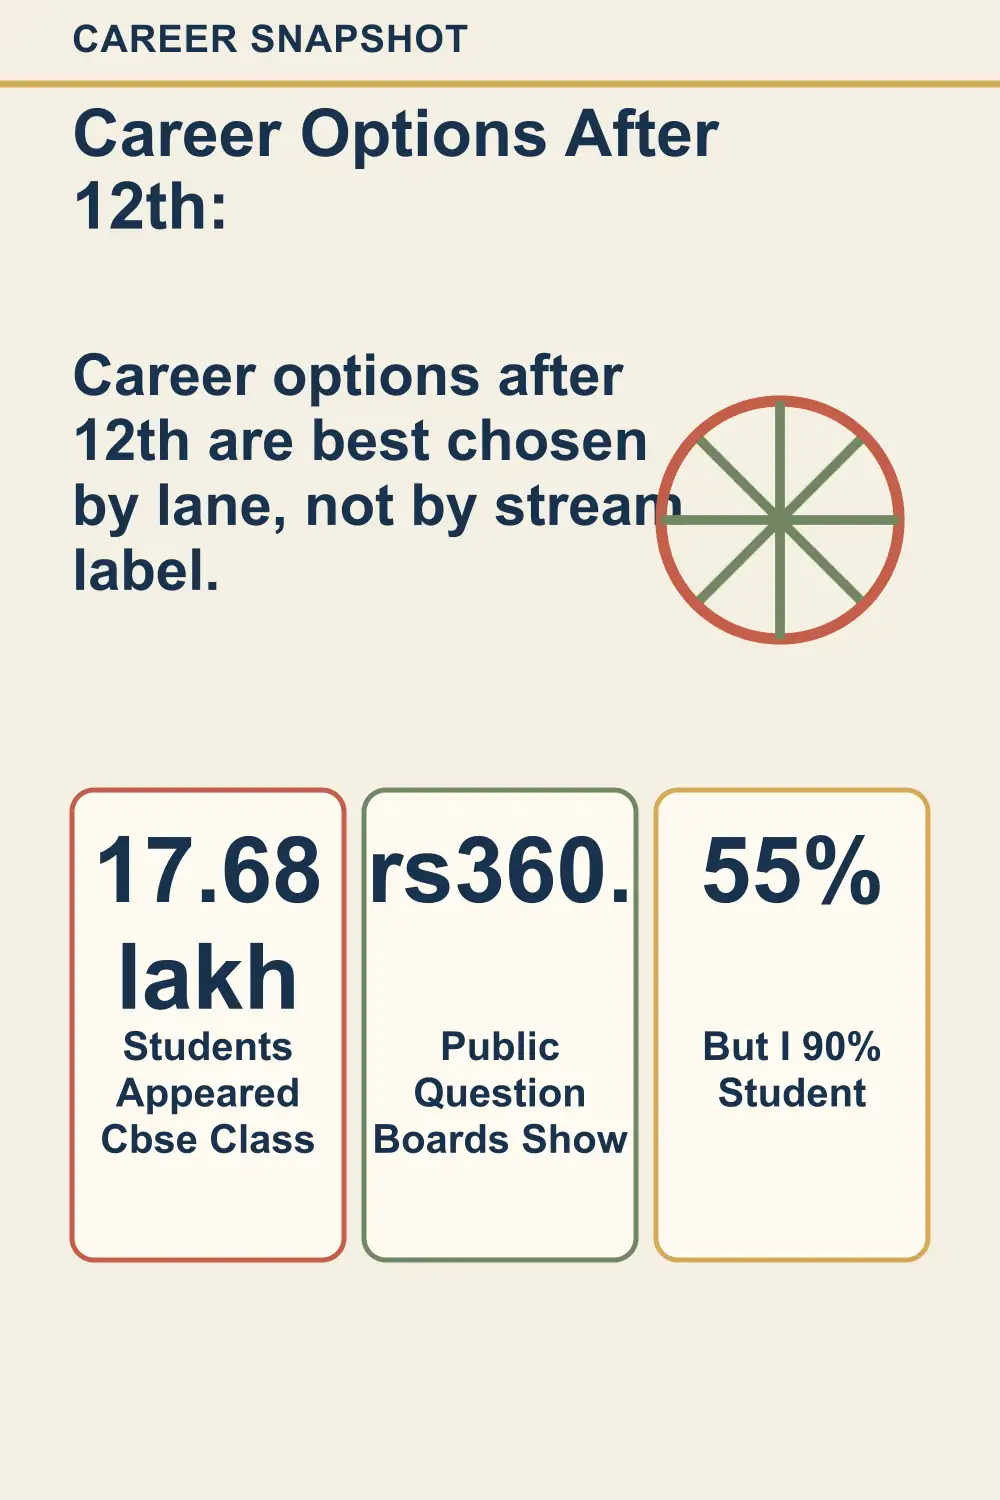 CAREER SNAPSHOT
Career Options After
12th:
Career options after
12th are best chosen
by lane, not by stream
label.
17.68
lakh
Students
Appeared
Cbse Class
rs360.
Public
Question
Boards Show
55%
But I 90%
Student